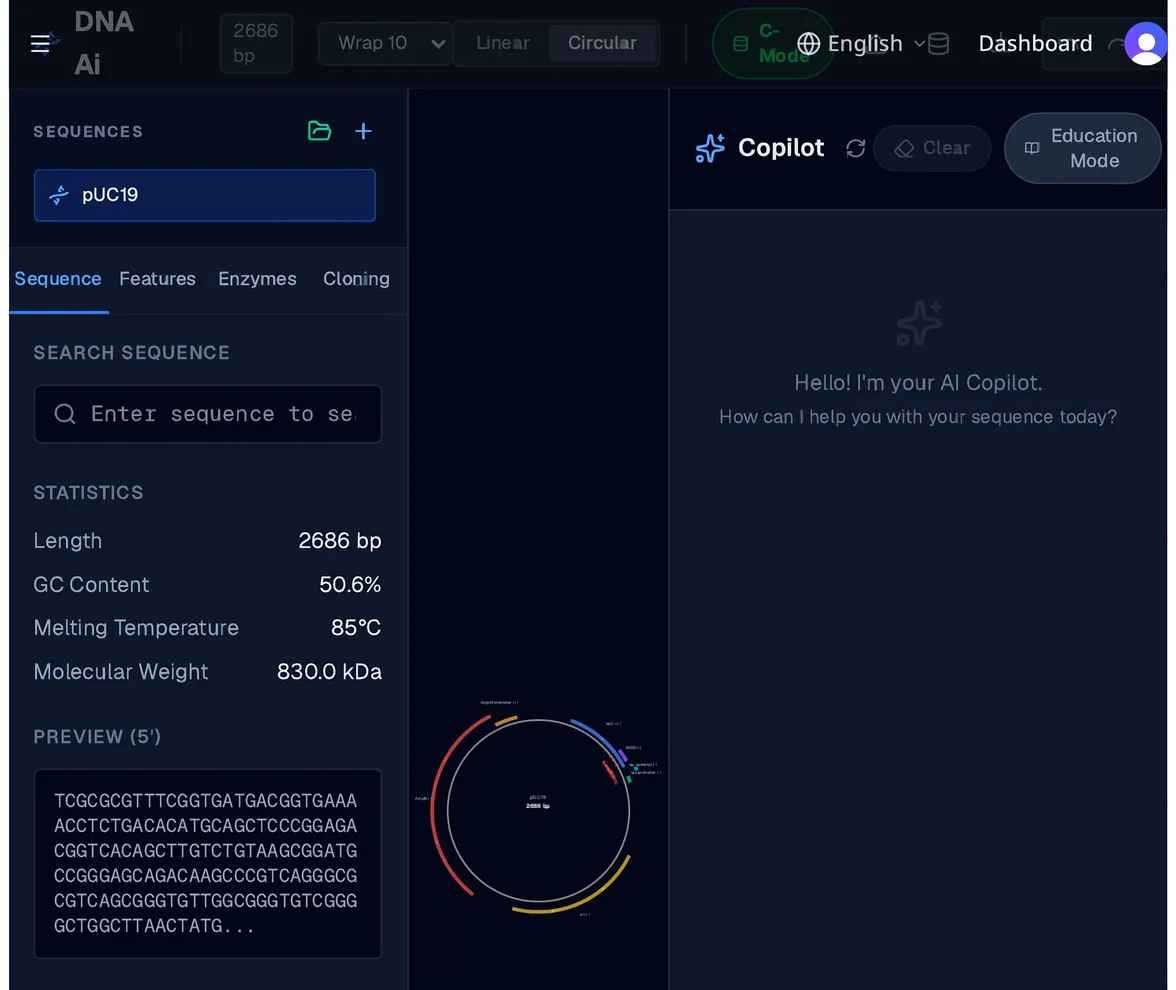 DNA
Ai
2686
bp
Wrap 10
Linear
Circular
C-
Mode
English
Dashboard
SEQUENCES
pUC19
Sequence
Features
Enzymes
Cloning
SEARCH SEQUENCE
Enter sequence to se
STATISTICS
Length 2686 bp
GC Content 50.6%
Melting Temperature 85°C
Molecular Weight 830.0 kDa
PREVIEW (5')
TCGCGCGTTTCGGTGATGACGGTGAAA
ACCTCTGACACATGCAGCTCCCGGAGA
CGGTCACAGCTTGTCTGTAAGCGGATG
CCGGGAGCAGACAAGCCCGTCAGGGCG
CGTCAGCGGGTGTTGGCGGGTGTCGGG
GCTGGCTTAACTATG...
pUC19
2686 bp
Copilot
Clear
Education
Mode
Hello! I'm your AI Copilot.
How can I help you with your sequence today?